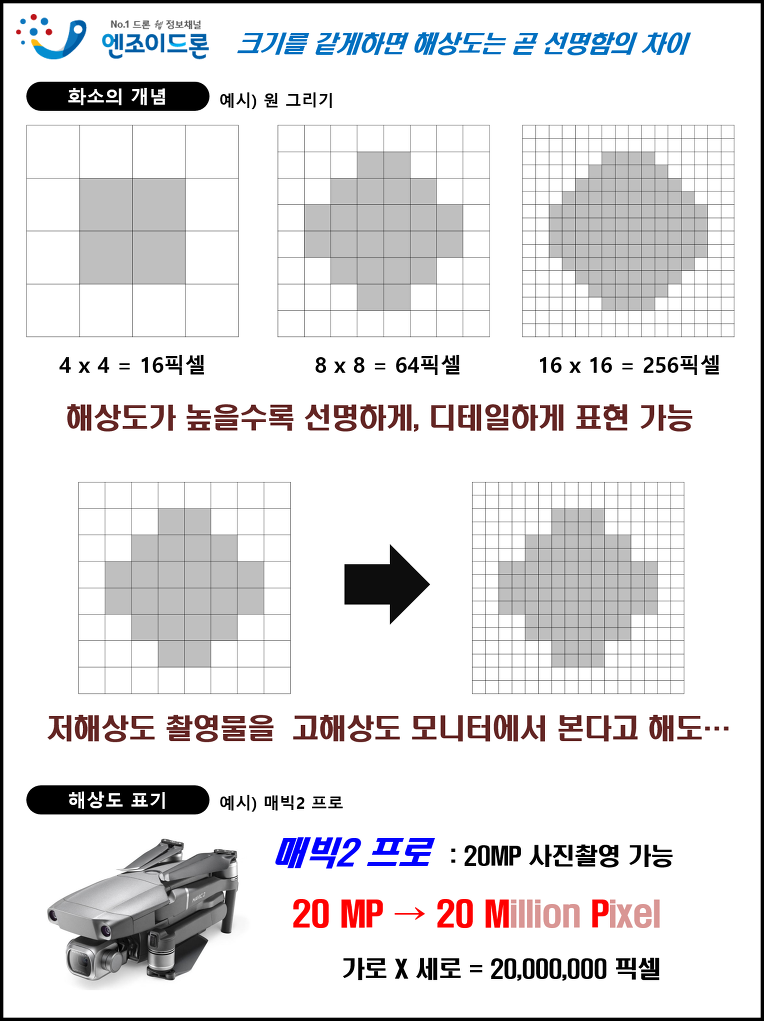 No.1 드론 한 정보채널
엔조이드론
크기를 같게하면 해상도는 곧 선명함의 차이
화소의 개념
예시) 원 그리기
4 x 4 = 16픽셀
8 x 8 = 64픽셀
16 x 16 = 256픽셀
해상도가 높을수록 선명하게, 디테일하게 표현 가능
저해상도 촬영물을 고해상도 모니터에서 본다고 해도…
해상도 표기
예시) 매빅2 프로
매빅2 프로 : 20MP 사진촬영 가능
20 MP → 20 Million Pixel
가로 X 세로 = 20,000,000 픽셀